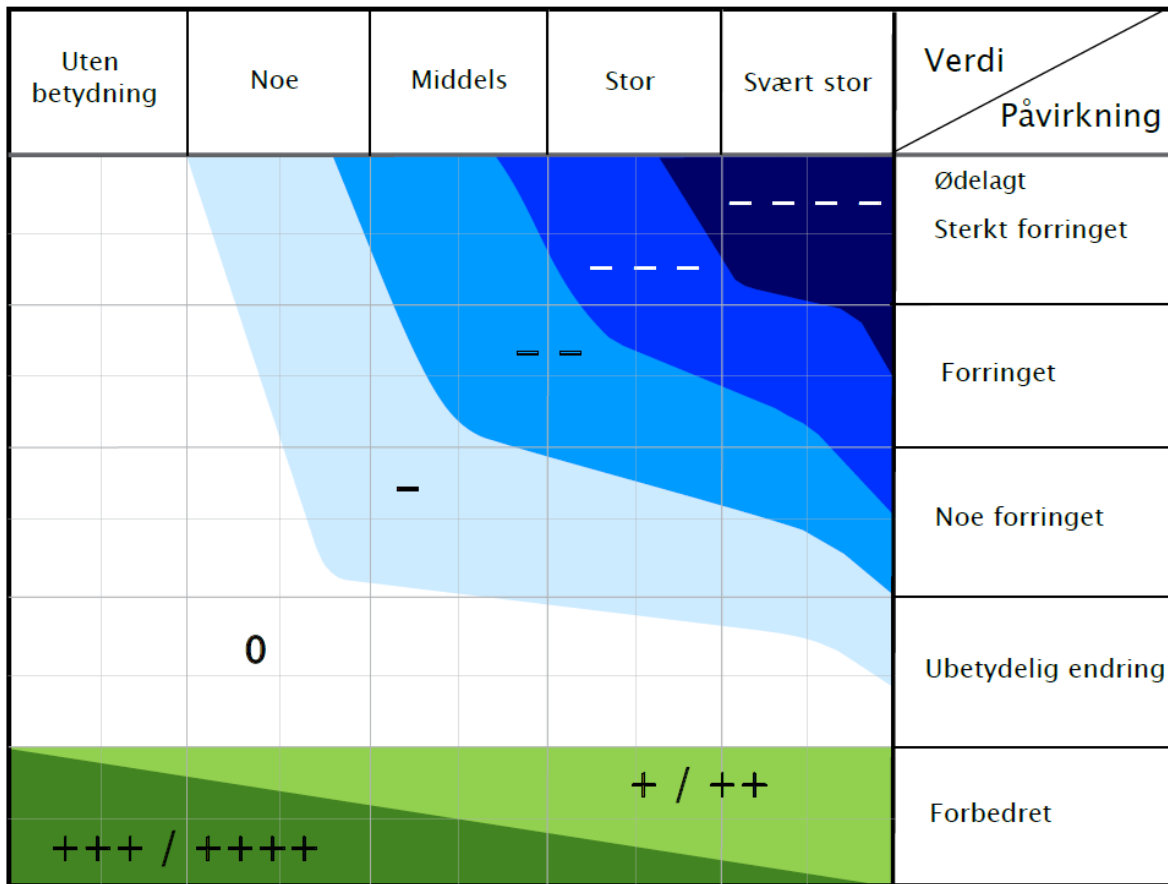 Uten
betydning
Noe
Middels
Stor
Svært stor
Verdi
Påvirkning
Ødelagt
Sterkt forringet
Forringet
Noe forringet
Ubetydelig endring
Forbedret
– – – –
– – –
– –
–
0
+ / ++
+++ / ++++